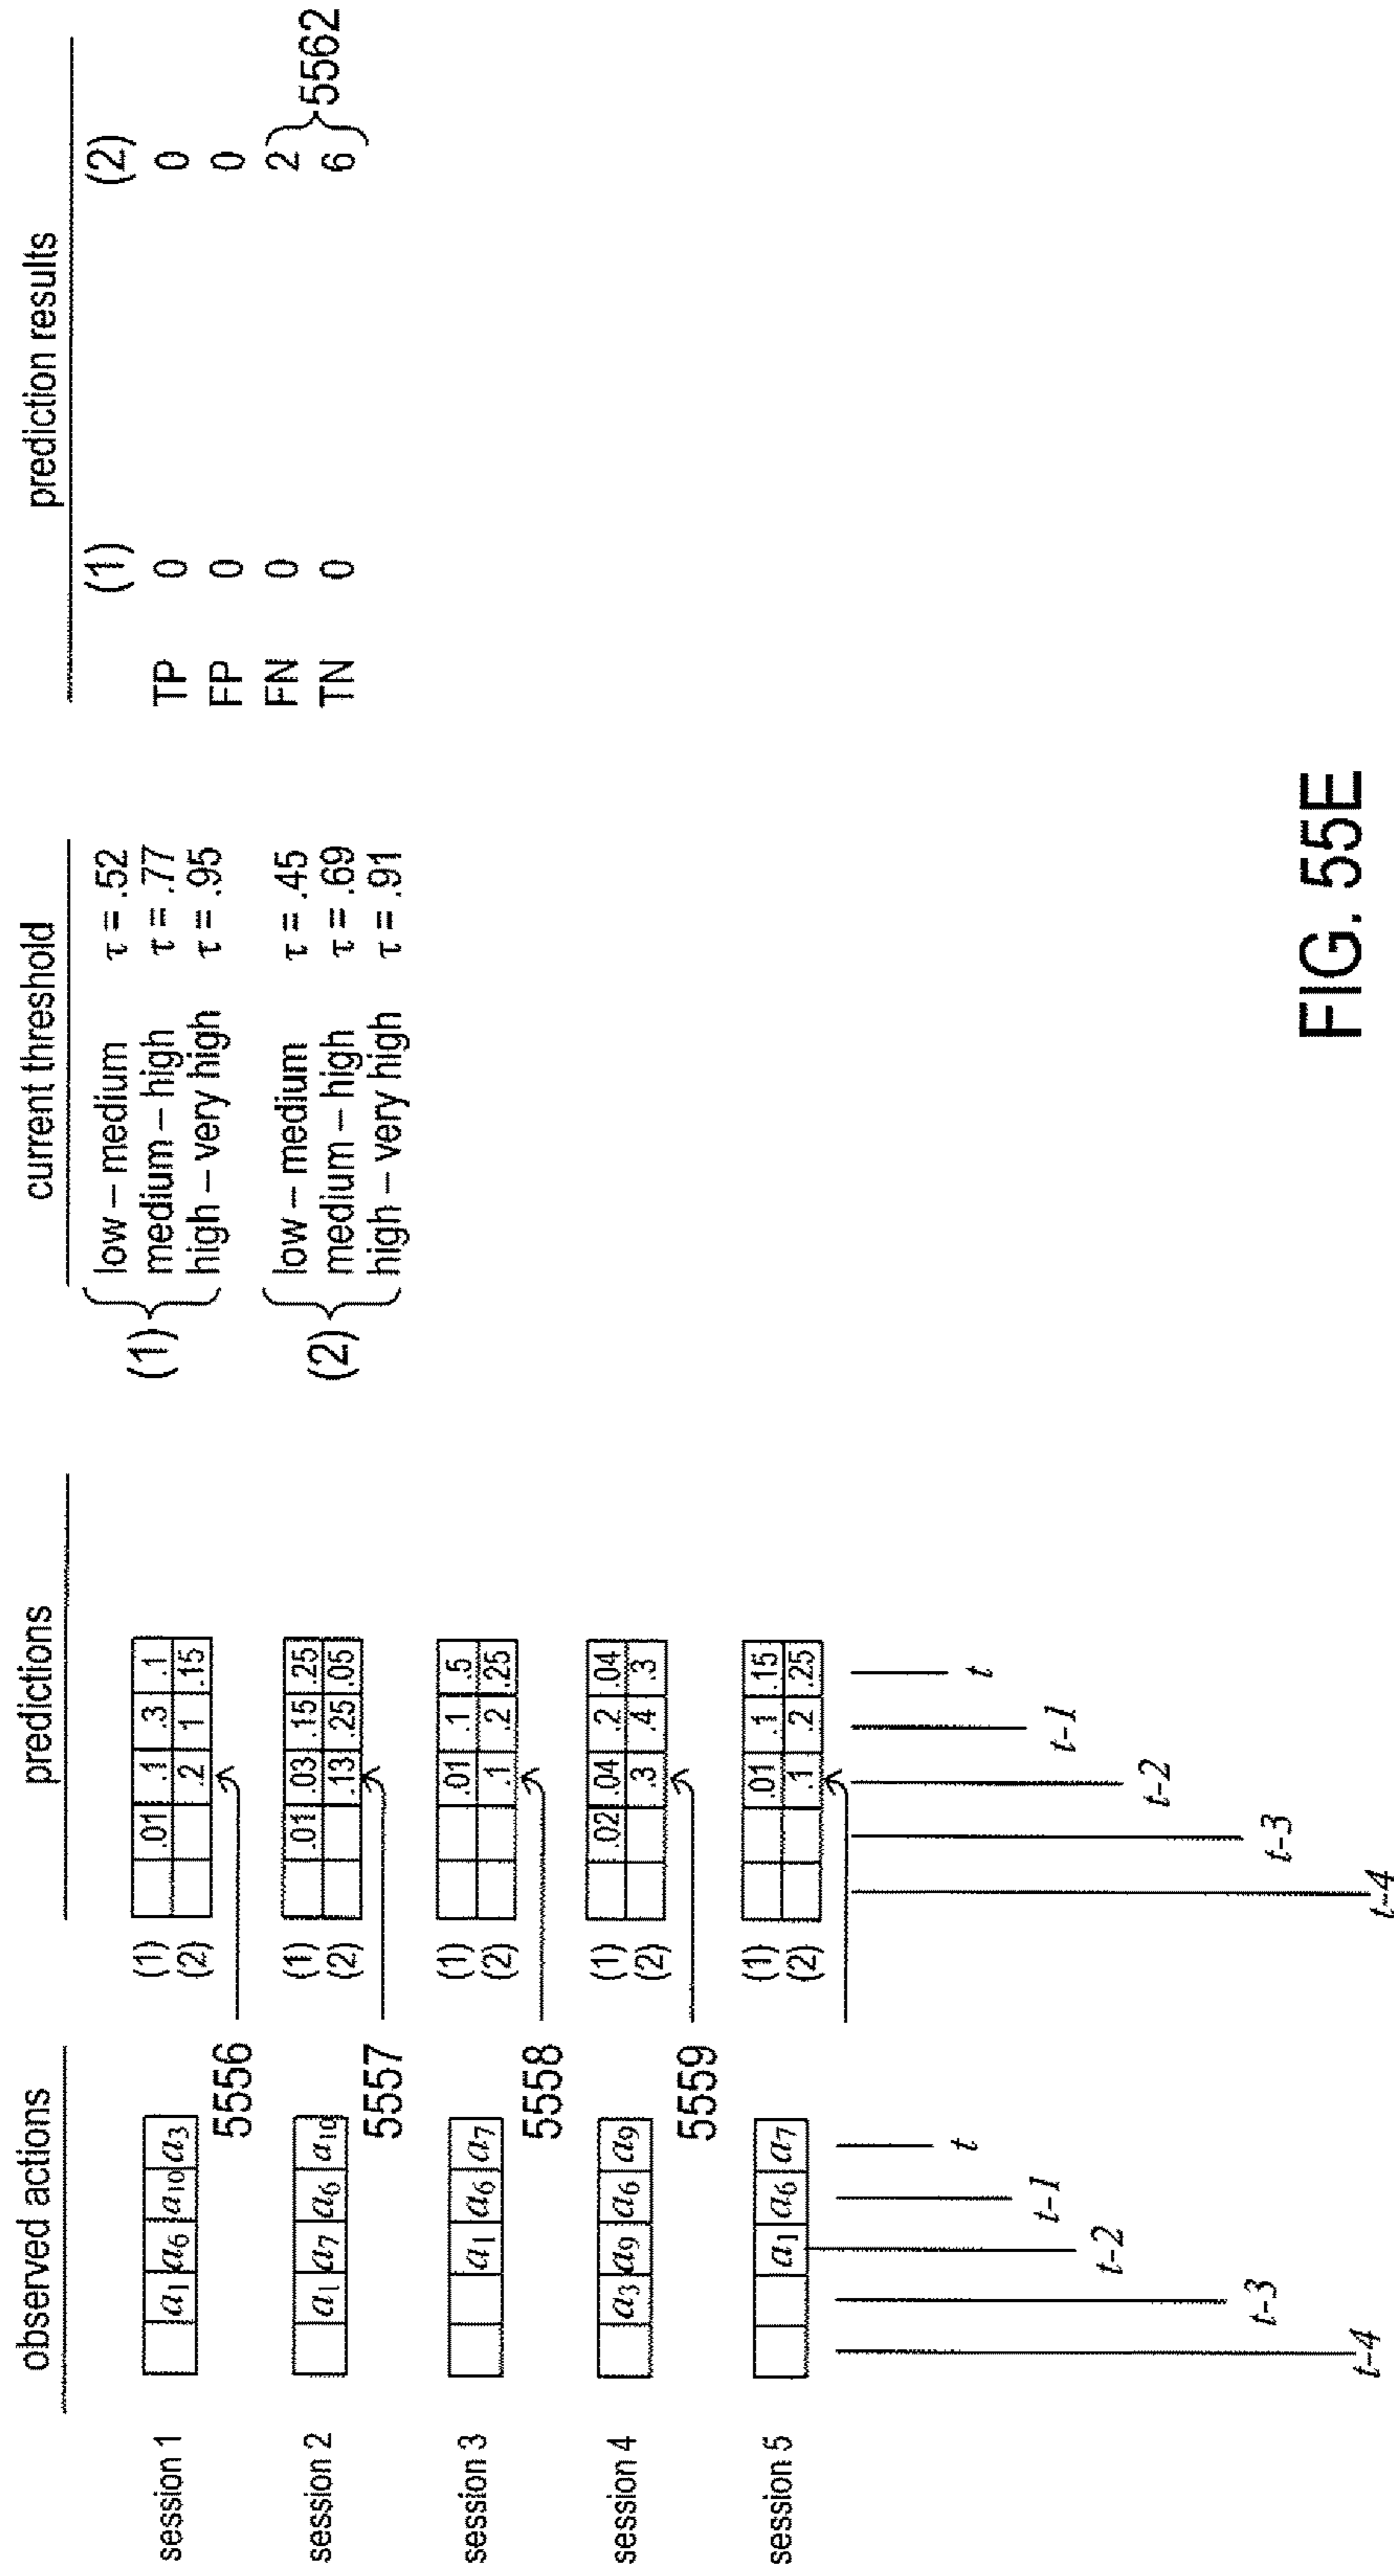 observed actions
predictions
current threshold
prediction results
session 1
a1 a6 a10 a3
5556
(1) .01 .1 .3 .1
(2) .2 1 .15
session 2
a1 a7 a6 a10
5557
(1) .01 .03 .15 .25
(2) .13 .25 .05
session 3
a1 a6 a7
5558
(1) .01 .1 .5
(2) .1 .2 .25
session 4
a3 a9 a6 a9
5559
(1) .02 .04 .2 .04
(2) .3 .4 .3
session 5
a1 a6 a7
(1) .01 .1 .15
(2) .1 .2 .25
t-4 t-3 t-2 t-1 t
t-4 t-3 t-2 t-1 t
(1)
low – medium τ = .52
medium – high τ = .77
high – very high τ = .95
(2)
low – medium τ = .45
medium – high τ = .69
high – very high τ = .91
(1) (2)
TP 0 0
FP 0 0
FN 0 2
TN 0 6
5562
FIG. 55E